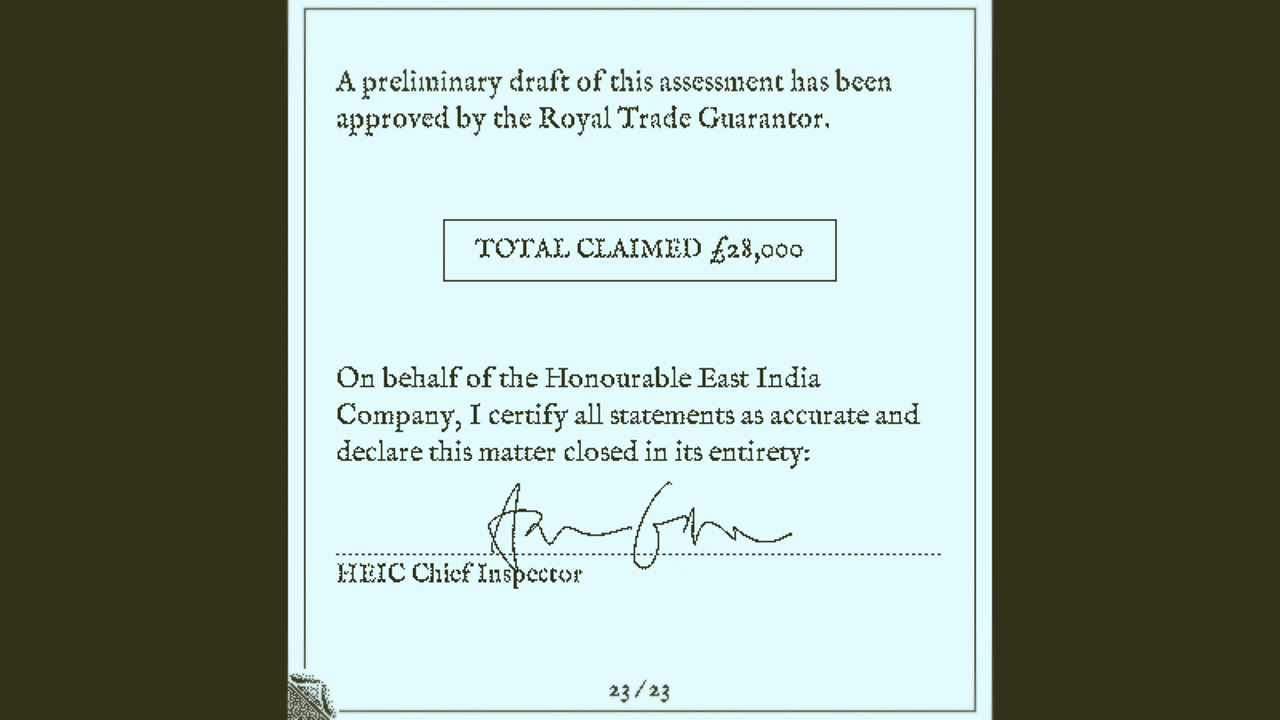 A preliminary draft of this assessment has been
approved by the Royal Trade Guarantor.
TOTAL CLAIMED £28,000
On behalf of the Honourable East India
Company, I certify all statements as accurate and
declare this matter closed in its entirety:
HEIC Chief Inspector
23/23